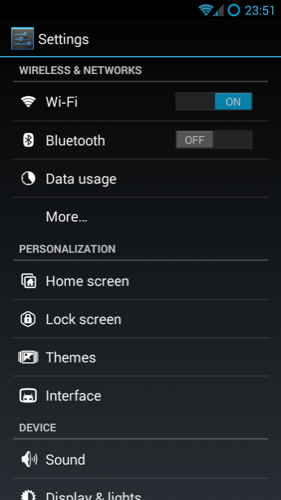 23:51
Settings
WIRELESS & NETWORKS
Wi-Fi ON
Bluetooth OFF
Data usage
More...
PERSONALIZATION
Home screen
Lock screen
Themes
Interface
DEVICE
Sound
Display & lights